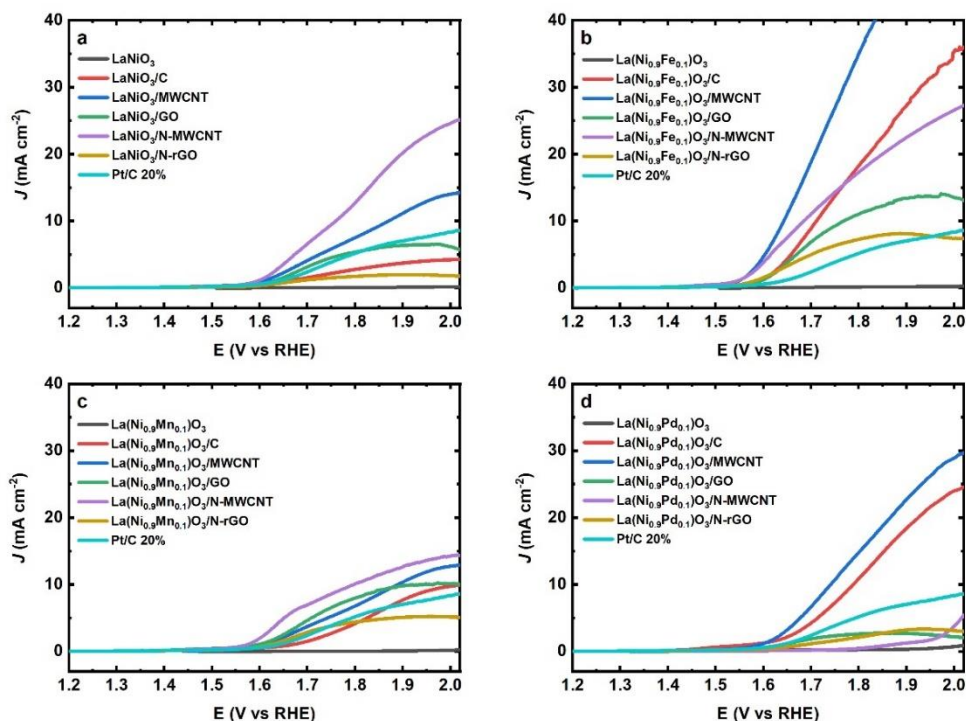 a
LaNiO₃
LaNiO₃/C
LaNiO₃/MWCNT
LaNiO₃/GO
LaNiO₃/N-MWCNT
LaNiO₃/N-rGO
Pt/C 20%
J (mA cm⁻²)
40
30
20
10
0
1.2 1.3 1.4 1.5 1.6 1.7 1.8 1.9 2.0
E (V vs RHE)
b
La(Ni₀.₉Fe₀.₁)O₃
La(Ni₀.₉Fe₀.₁)O₃/C
La(Ni₀.₉Fe₀.₁)O₃/MWCNT
La(Ni₀.₉Fe₀.₁)O₃/GO
La(Ni₀.₉Fe₀.₁)O₃/N-MWCNT
La(Ni₀.₉Fe₀.₁)O₃/N-rGO
Pt/C 20%
J (mA cm⁻²)
40
30
20
10
0
1.2 1.3 1.4 1.5 1.6 1.7 1.8 1.9 2.0
E (V vs RHE)
c
La(Ni₀.₉Mn₀.₁)O₃
La(Ni₀.₉Mn₀.₁)O₃/C
La(Ni₀.₉Mn₀.₁)O₃/MWCNT
La(Ni₀.₉Mn₀.₁)O₃/GO
La(Ni₀.₉Mn₀.₁)O₃/N-MWCNT
La(Ni₀.₉Mn₀.₁)O₃/N-rGO
Pt/C 20%
J (mA cm⁻²)
40
30
20
10
0
1.2 1.3 1.4 1.5 1.6 1.7 1.8 1.9 2.0
E (V vs RHE)
d
La(Ni₀.₉Pd₀.₁)O₃
La(Ni₀.₉Pd₀.₁)O₃/C
La(Ni₀.₉Pd₀.₁)O₃/MWCNT
La(Ni₀.₉Pd₀.₁)O₃/GO
La(Ni₀.₉Pd₀.₁)O₃/N-MWCNT
La(Ni₀.₉Pd₀.₁)O₃/N-rGO
Pt/C 20%
J (mA cm⁻²)
40
30
20
10
0
1.2 1.3 1.4 1.5 1.6 1.7 1.8 1.9 2.0
E (V vs RHE)